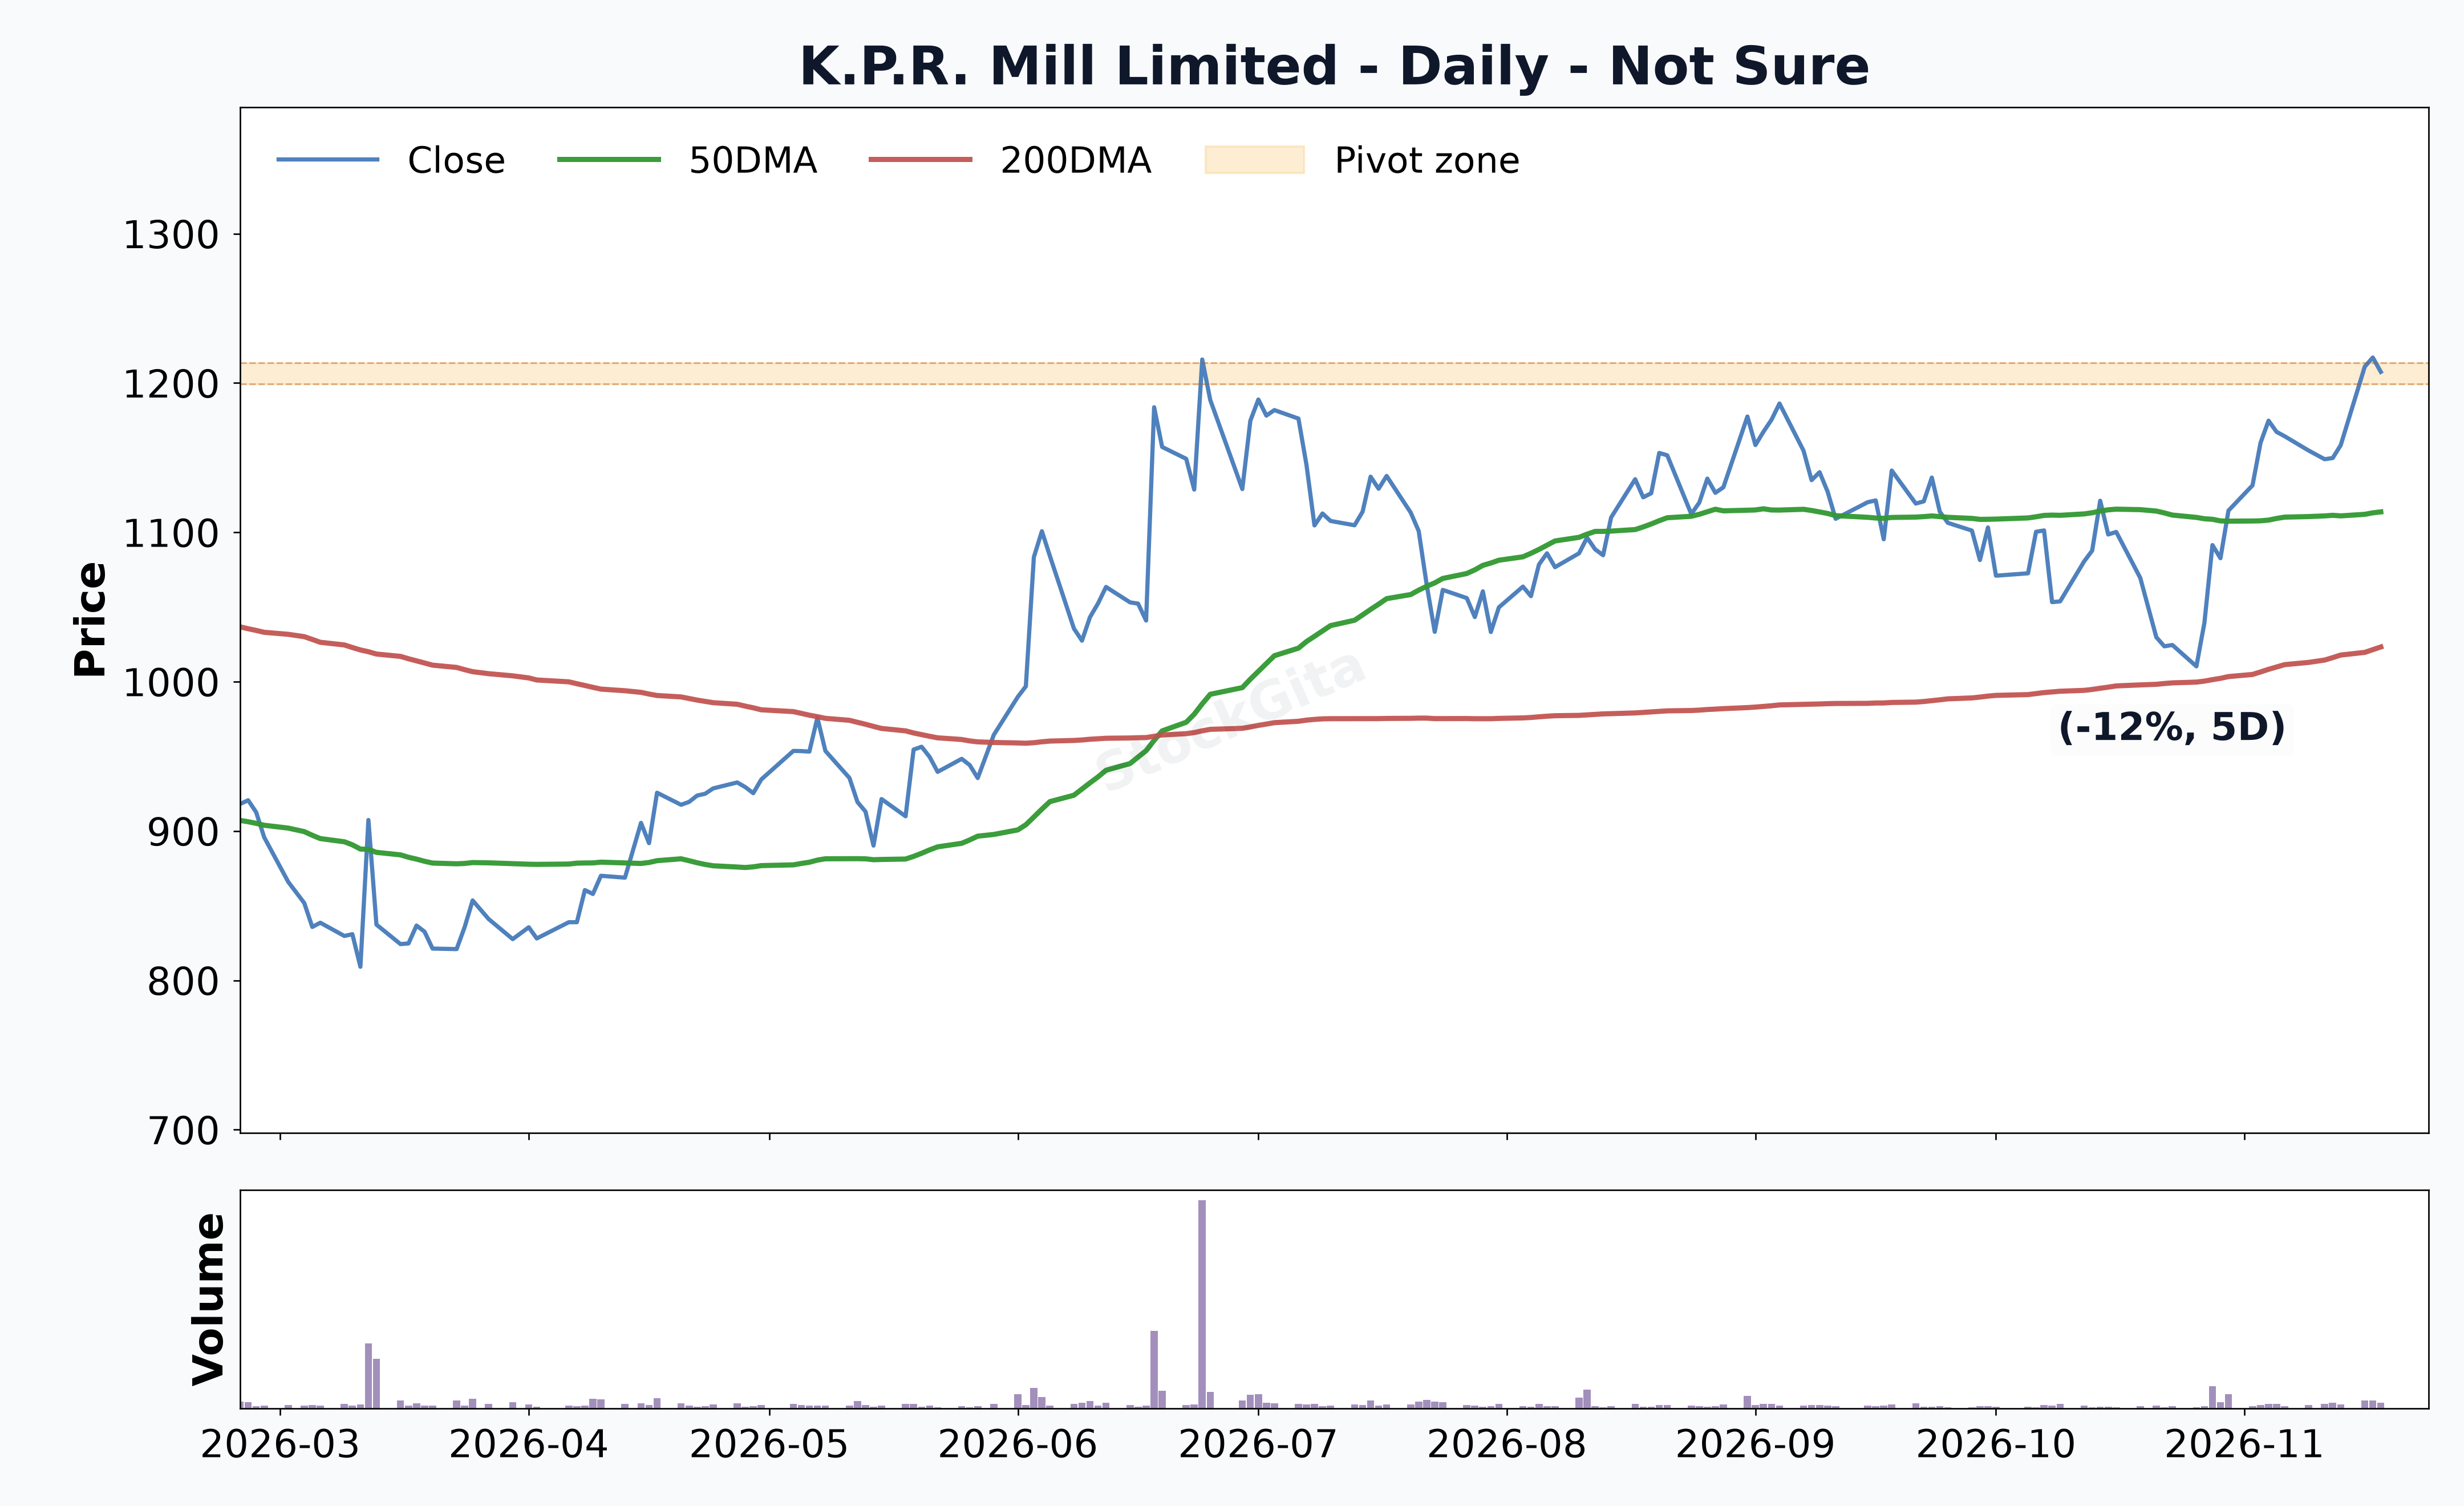 K.P.R. Mill Limited - Daily - Not Sure
Close 50DMA 200DMA Pivot zone
1300
1200
1100
1000
900
800
700
Price
StockGita
(-12%, 5D)
Volume
2026-03 2026-04 2026-05 2026-06 2026-07 2026-08 2026-09 2026-10 2026-11